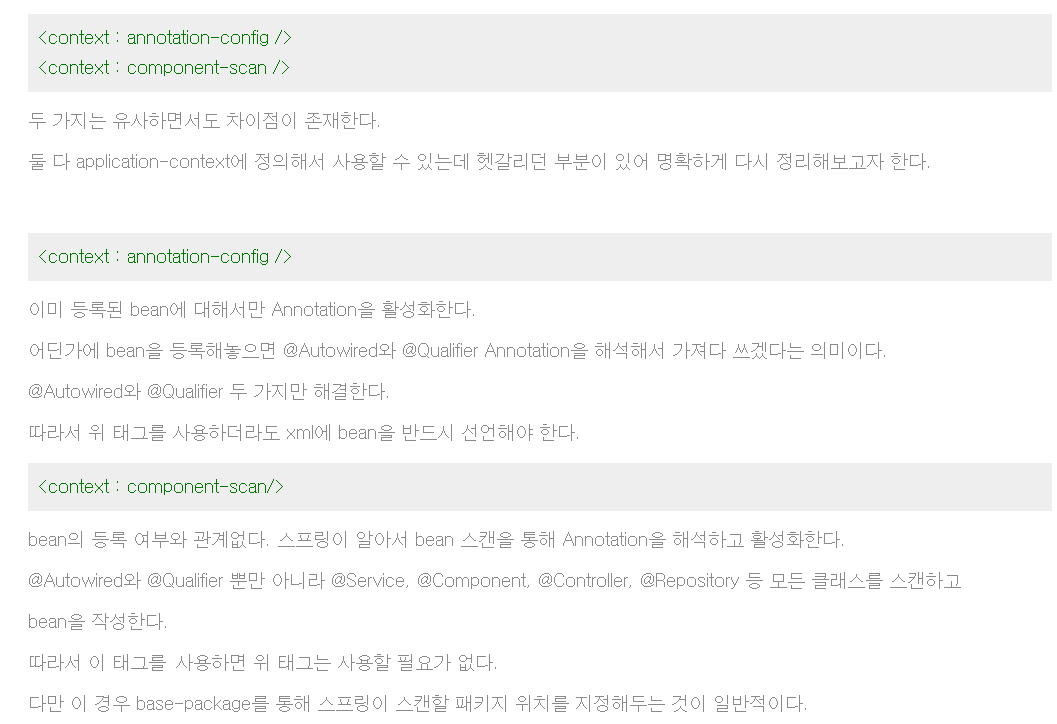 <context : annotation-config />
<context : component-scan />
두 가지는 유사하면서도 차이점이 존재한다.
둘 다 application-context에 정의해서 사용할 수 있는데 헷갈리던 부분이 있어 명확하게 다시 정리해보고자 한다.
<context : annotation-config />
이미 등록된 bean에 대해서만 Annotation을 활성화한다.
어딘가에 bean을 등록해놓으면 @Autowired와 @Qualifier Annotation을 해석해서 가져다 쓰겠다는 의미이다.
@Autowired와 @Qualifier 두 가지만 해결한다.
따라서 위 태그를 사용하더라도 xml에 bean을 반드시 선언해야 한다.
<context : component-scan/>
bean의 등록 여부와 관계없다. 스프링이 알아서 bean 스캔을 통해 Annotation을 해석하고 활성화한다.
@Autowired와 @Qualifier 뿐만 아니라 @Service, @Component, @Controller, @Repository 등 모든 클래스를 스캔하고
bean을 작성한다.
따라서 이 태그를 사용하면 위 태그는 사용할 필요가 없다.
다만 이 경우 base-package를 통해 스프링이 스캔할 패키지 위치를 지정해두는 것이 일반적이다.